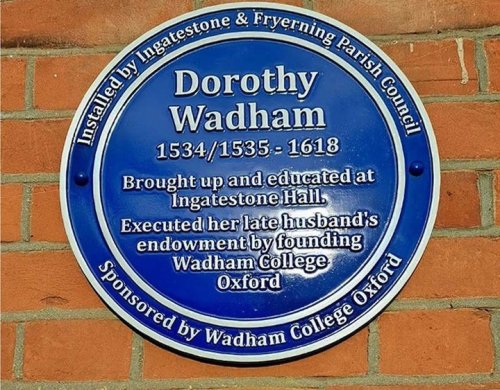 Installed by Ingatestone & Fryerning Parish Council
Dorothy
Wadham
1534/1535 - 1618
Brought up and educated at
Ingatestone Hall.
Executed her late husband's
endowment by founding
Wadham College
Oxford
Sponsored by Wadham College Oxford